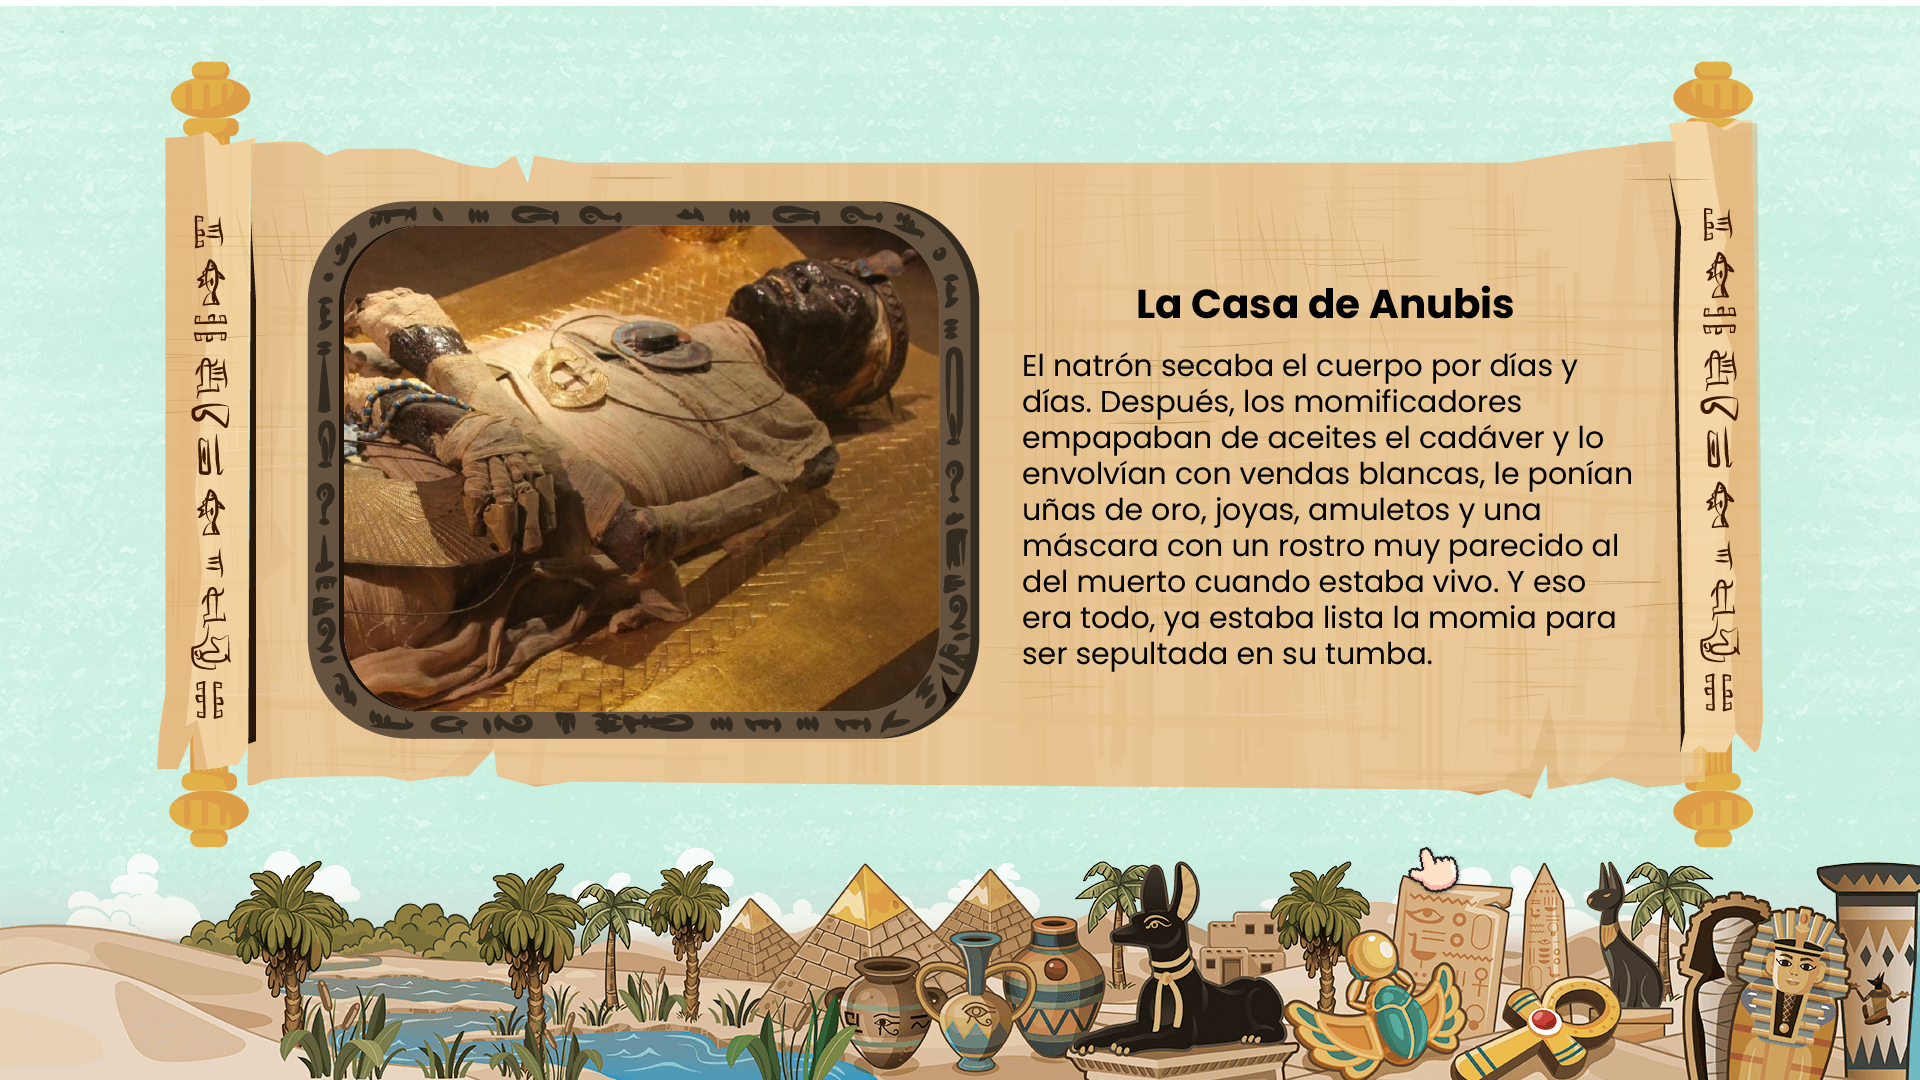 La Casa de Anubis
El natrón secaba el cuerpo por días y
días. Después, los momificadores
empapaban de aceites el cadáver y lo
envolvían con vendas blancas, le ponían
uñas de oro, joyas, amuletos y una
máscara con un rostro muy parecido al
del muerto cuando estaba vivo. Y eso
era todo, ya estaba lista la momia para
ser sepultada en su tumba.